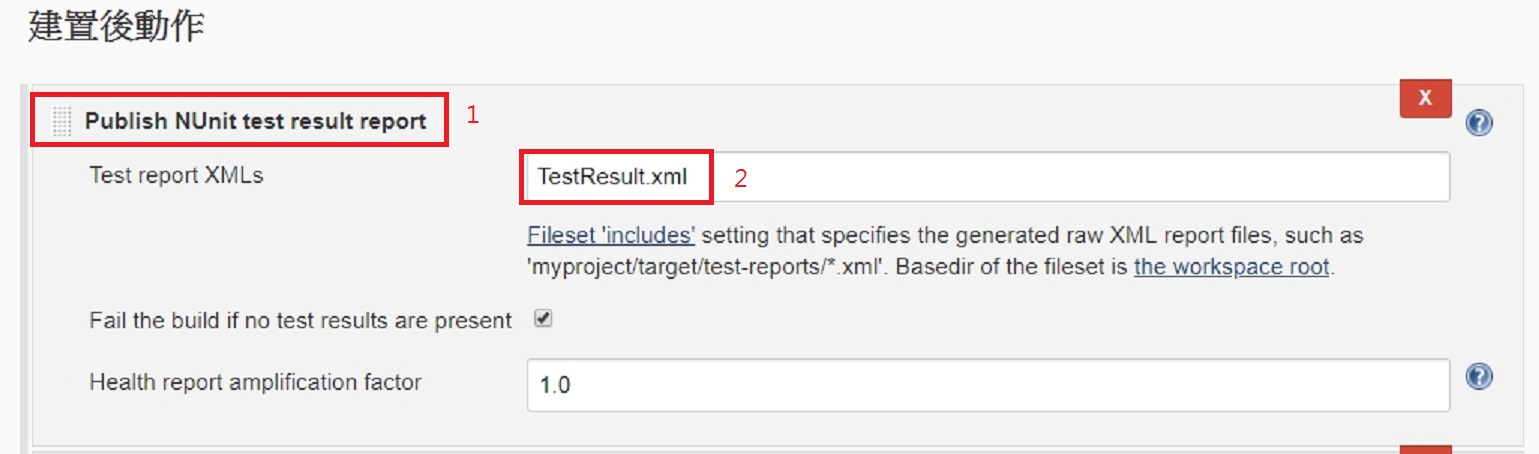 建置後動作
X
Publish NUnit test result report 1
?
Test report XMLs TestResult.xml 2
Fileset 'includes' setting that specifies the generated raw XML report files, such as
'myproject/target/test-reports/*.xml'. Basedir of the fileset is the workspace root.
Fail the build if no test results are present
Health report amplification factor 1.0 ?